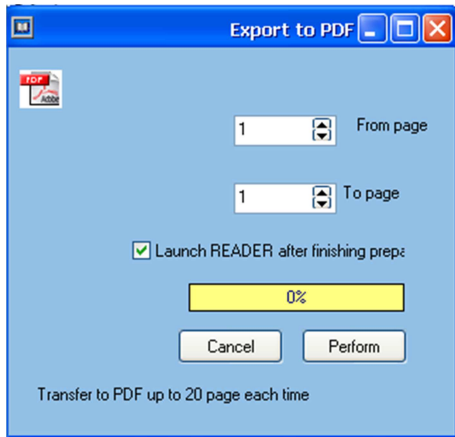 Export to PDF
PDF
Adobe
1 From page
1 To page
Launch READER after finishing prepa
0%
Cancel Perform
Transfer to PDF up to 20 page each time